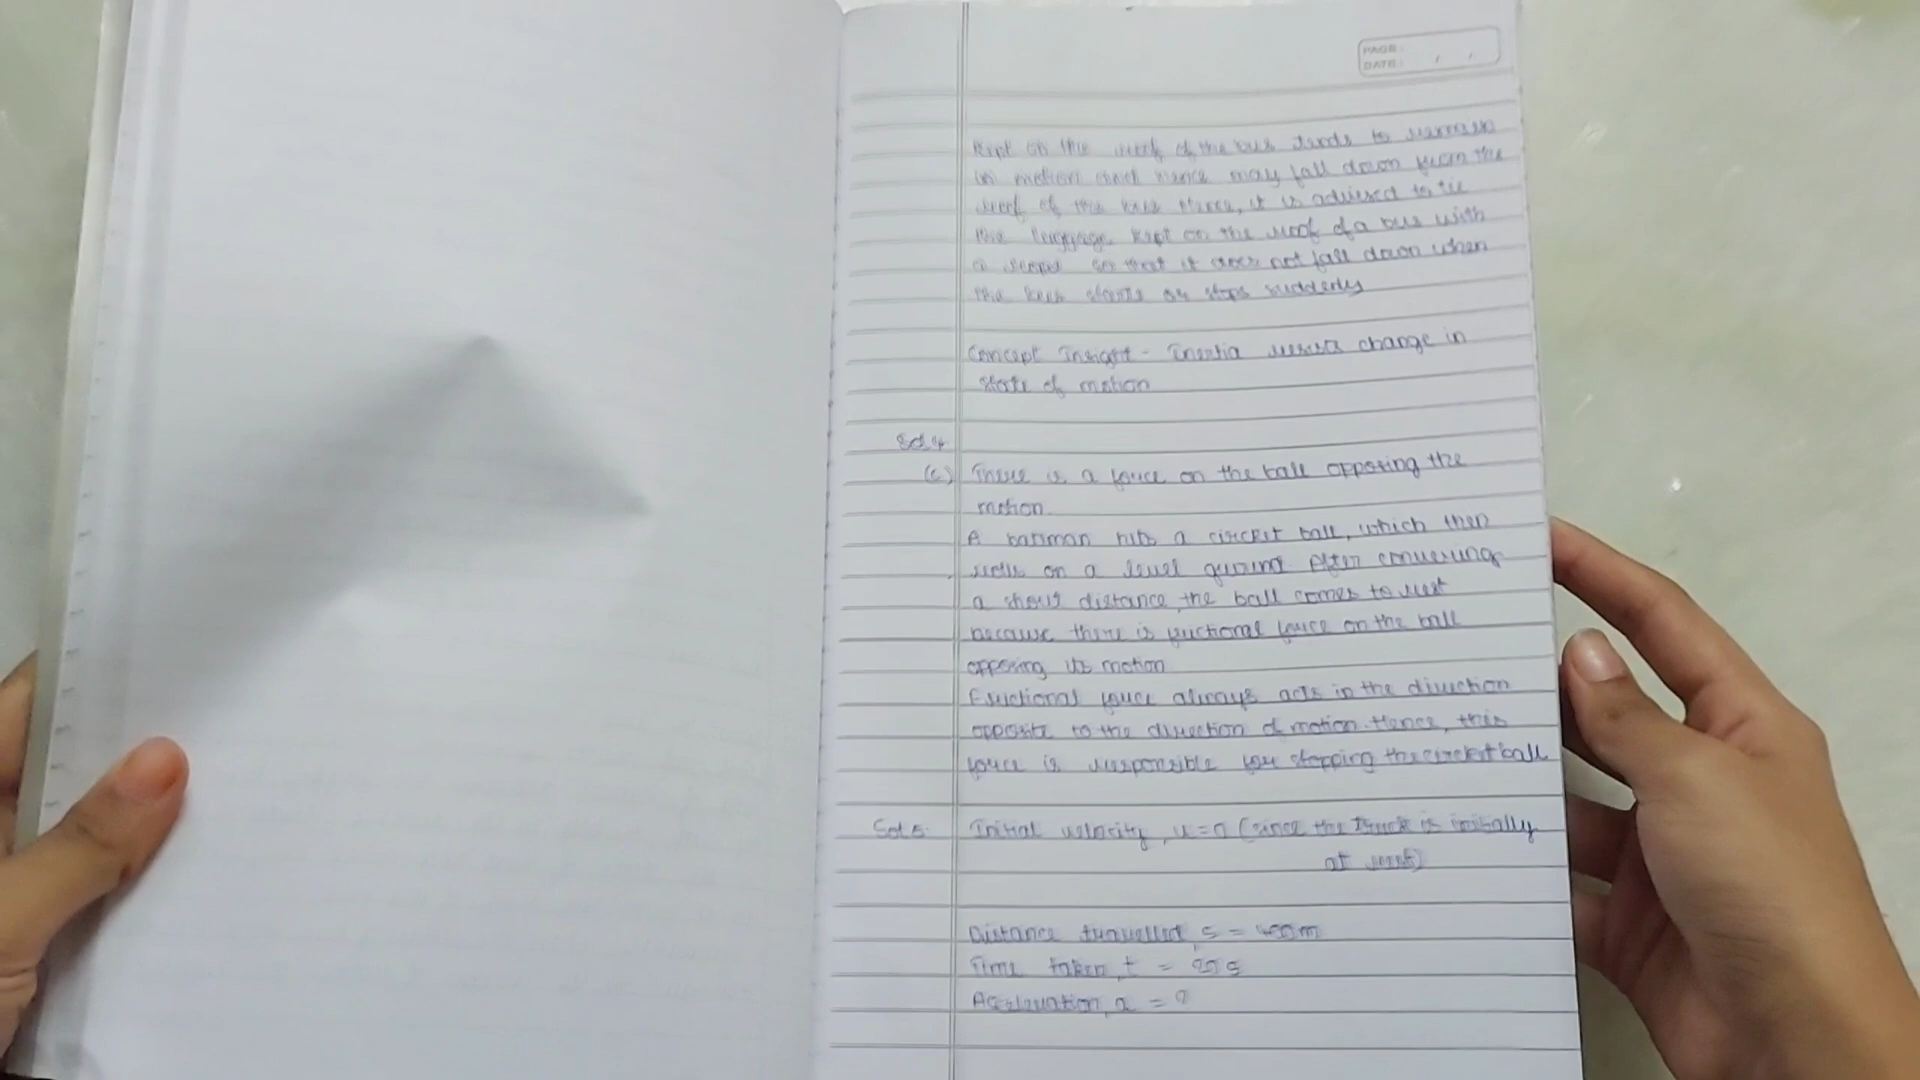 PAGE:
DATE: / /
kept on the roof of the bus tends to remain
in motion and hence may fall down from the
roof of the bus Hence, it is advised to tie
the luggage kept on the roof of a bus with
a so that it does not fall down when
the bus starts or stops suddenly
Concept Insight - Inertia resists change in
state of motion
Sol 4
(c) There is a force on the ball opposing the
motion.
A batsman hits a circket ball, which then
rolls on a level ground. After conversing
a short distance, the ball comes to rest
because there is frictional force on the ball
opposing its motion
Frictional force always acts in the direction
opposite to the direction of motion. Hence, this
force is responsible for stopping the circket ball
Sol 5. Initial velocity, u = 0 (since the truck is initially
at rest)
Distance travelled, s = 400m
Time taken, t = 20 s
Acceleration, a = ?